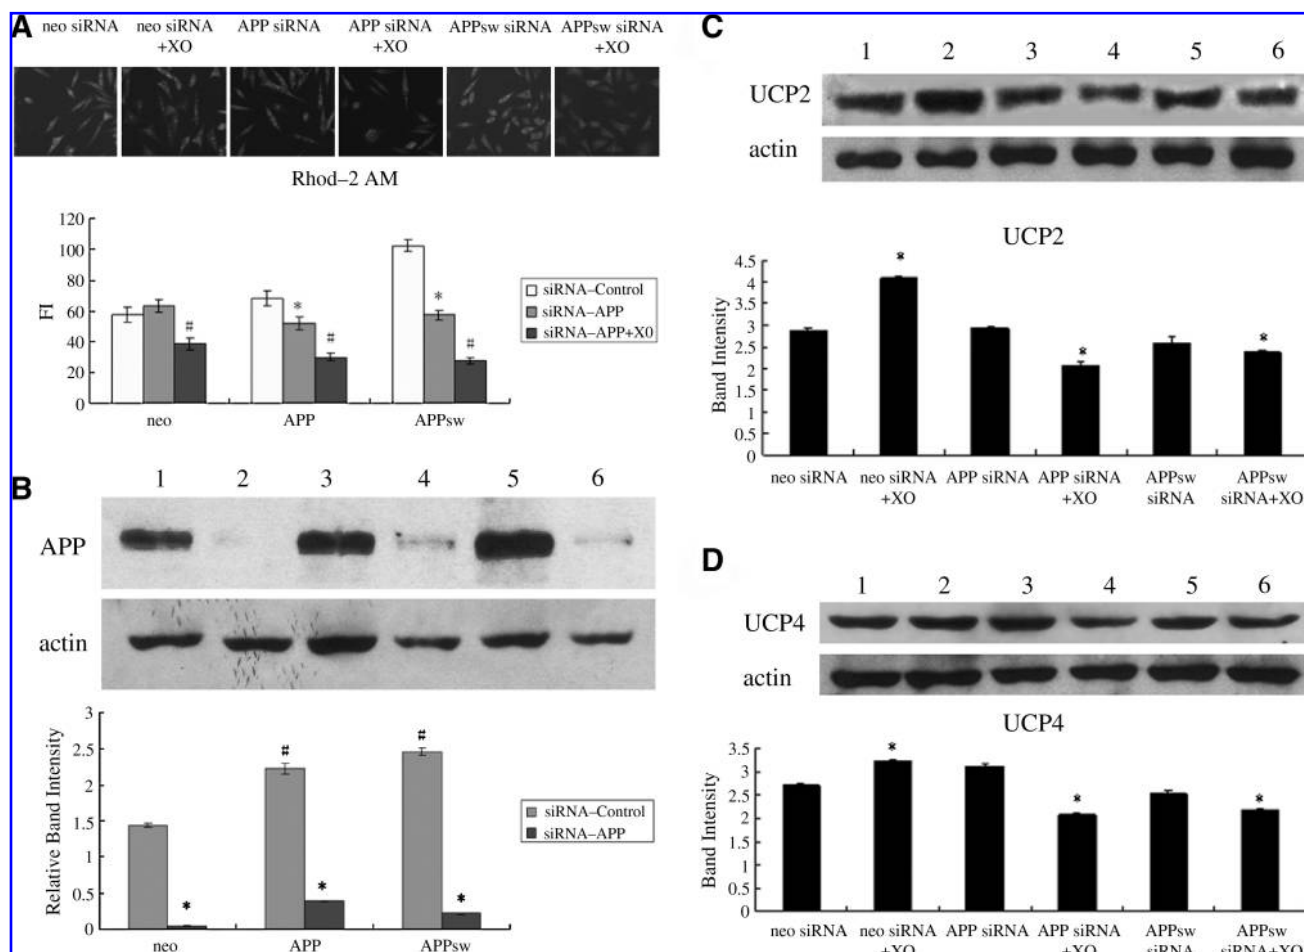 A
neo siRNA
neo siRNA
+XO
APP siRNA
APP siRNA
+XO
APPsw siRNA
APPsw siRNA
+XO
Rhod–2 AM
FI
120
100
80
60
40
20
0
#
*
#
*
#
siRNA–Control
siRNA–APP
siRNA–APP+X0
neo
APP
APPsw
B
1
2
3
4
5
6
APP
actin
Relative Band Intensity
3
2.5
2
1.5
1
0.5
0
*
#
*
#
*
siRNA–Control
siRNA–APP
neo
APP
APPsw
C
1
2
3
4
5
6
UCP2
actin
UCP2
Band Intensity
4.5
4
3.5
3
2.5
2
1.5
1
0.5
0
*
*
*
neo siRNA
neo siRNA
+XO
APP siRNA
APP siRNA
+XO
APPsw
siRNA
APPsw
siRNA+XO
D
1
2
3
4
5
6
UCP4
actin
UCP4
Band Intensity
3.5
3
2.5
2
1.5
1
0.5
0
*
*
*
neo siRNA
neo siRNA
+XO
APP siRNA
APP siRNA
+XO
APPsw
siRNA
APPsw
siRNA+XO